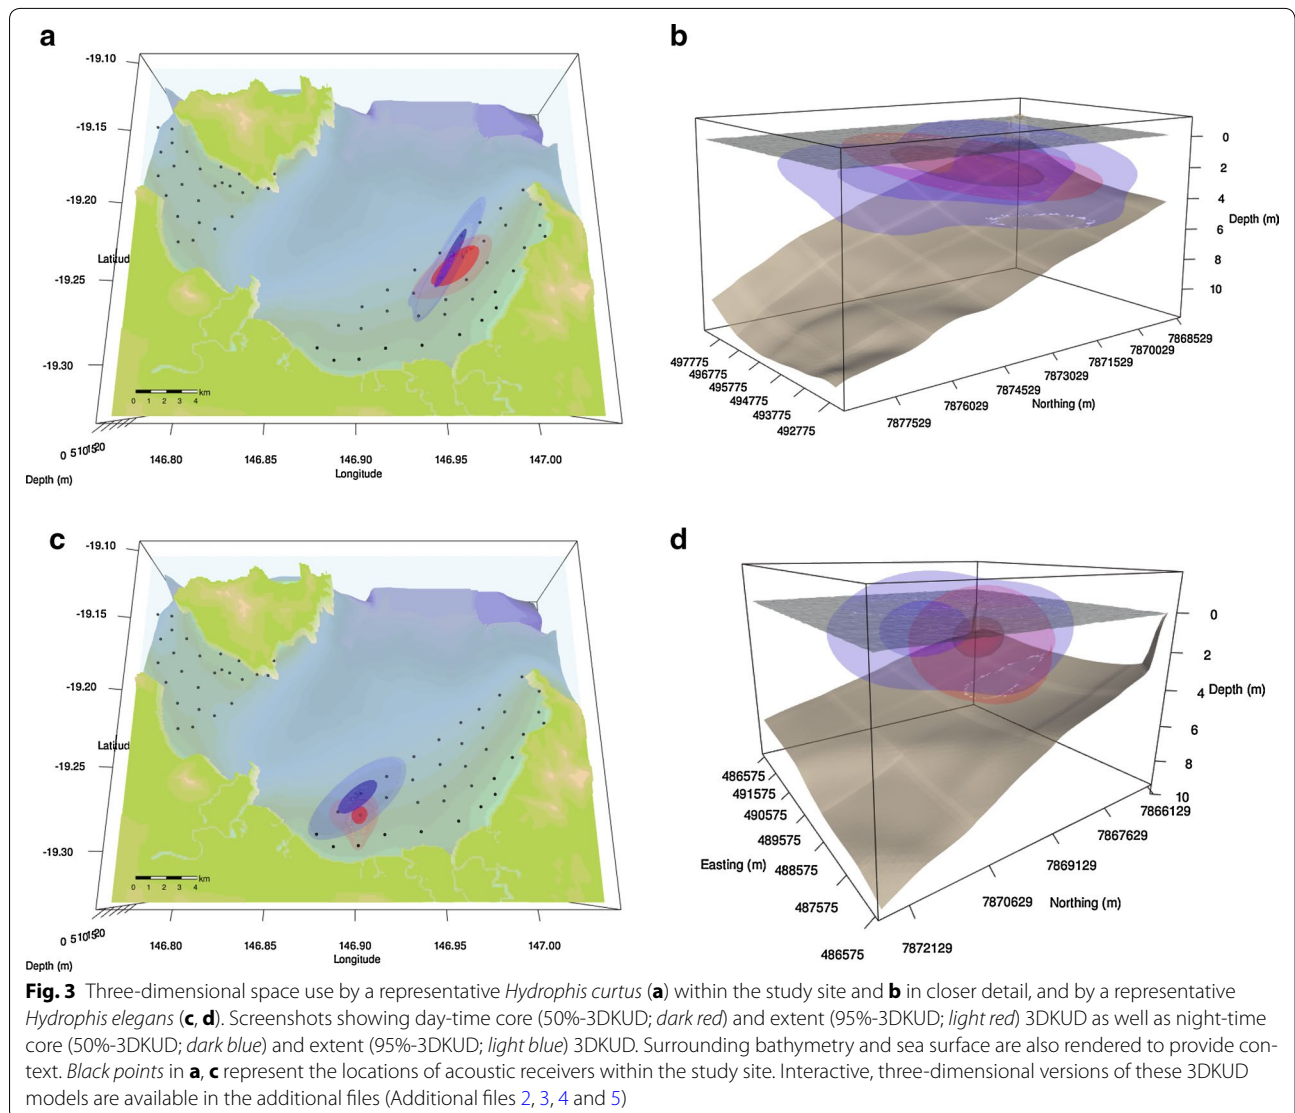 a
-19.10
-19.15
-19.20
Latitud
-19.25
-19.30
km
0 1 2 3 4
0 5 10 15 20
Depth (m)
146.80 146.85 146.90 146.95 147.00
Longitude
b
0
2
4
Depth (m)
6
8
10
497775
496775
495775
494775
493775
492775
7868529
7870029
7871529
7873029
7874529
7876029
7877529
Northing (m)
c
-19.10
-19.15
-19.20
Latitud
-19.25
-19.30
km
0 1 2 3 4
0 5 10 15 20
Depth (m)
146.80 146.85 146.90 146.95 147.00
Longitude
d
0
2
4
Depth (m)
6
8
10
486575
491575
490575
489575
Easting (m)
488575
487575
486575
7866129
7867629
7869129
7870629
Northing (m)
7872129
Fig. 3 Three-dimensional space use by a representative Hydrophis curtus (a) within the study site and b in closer detail, and by a representative
Hydrophis elegans (c, d). Screenshots showing day-time core (50%-3DKUD; dark red) and extent (95%-3DKUD; light red) 3DKUD as well as night-time
core (50%-3DKUD; dark blue) and extent (95%-3DKUD; light blue) 3DKUD. Surrounding bathymetry and sea surface are also rendered to provide con-
text. Black points in a, c represent the locations of acoustic receivers within the study site. Interactive, three-dimensional versions of these 3DKUD
models are available in the additional files (Additional files 2, 3, 4 and 5)